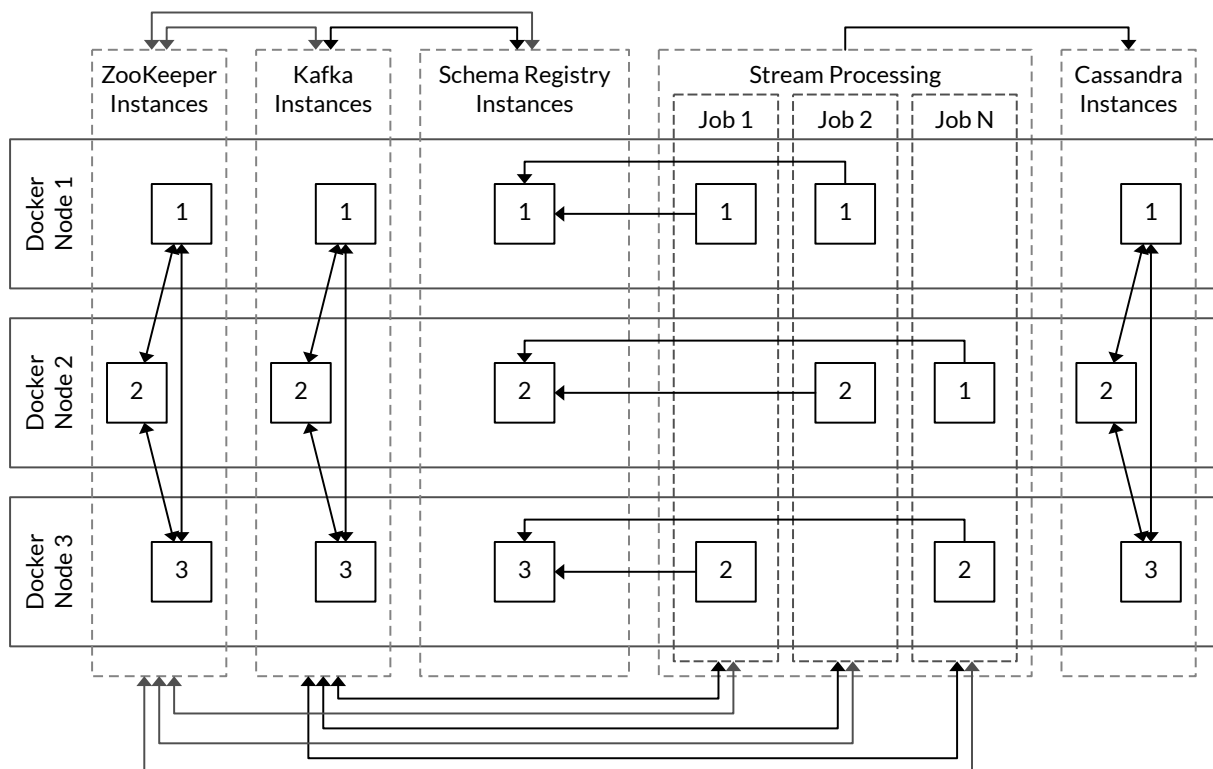 ZooKeeper
Instances
Kafka
Instances
Schema Registry
Instances
Stream Processing
Cassandra
Instances
Job 1
Job 2
Job N
Docker
Node 1
1
1
1
1
1
1
Docker
Node 2
2
2
2
2
1
2
Docker
Node 3
3
3
3
2
2
3